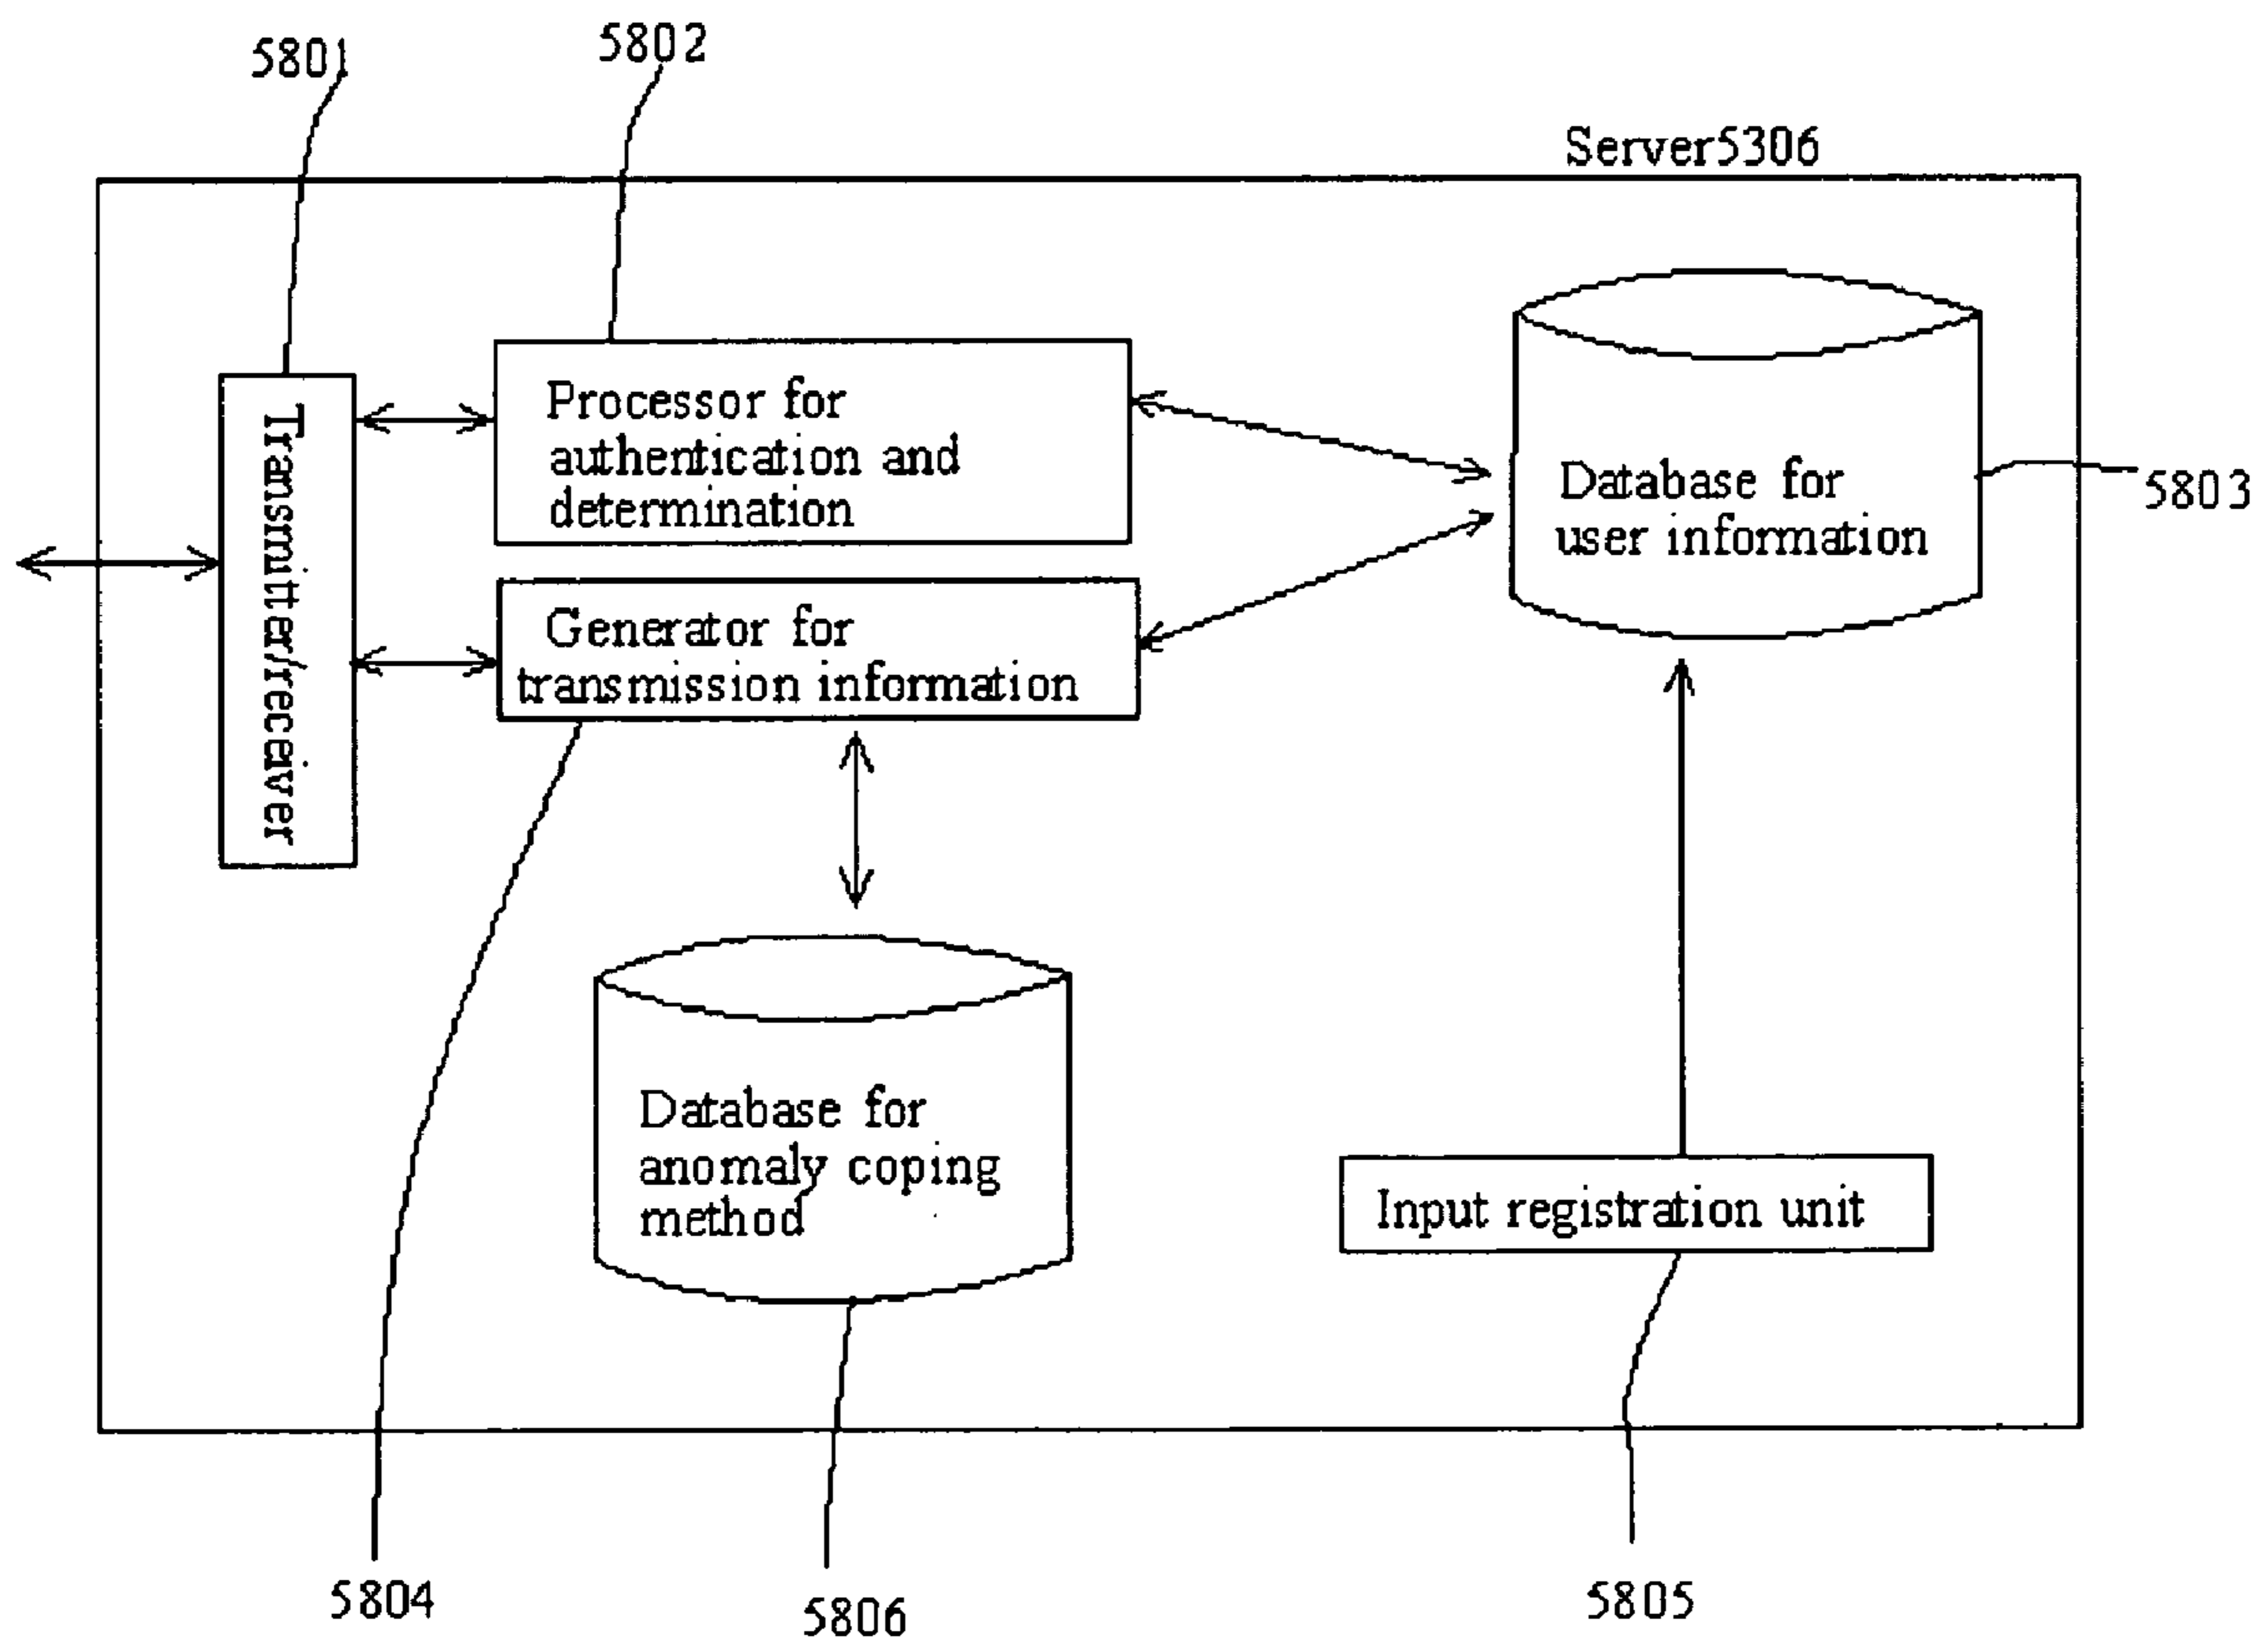 5801
5802
Server5306
Transmitter/receiver
Processor for
authentication and
determination
Database for
user information
5803
Generator for
transmission information
Database for
anomaly coping
method
Input registration unit
5804
5806
5805